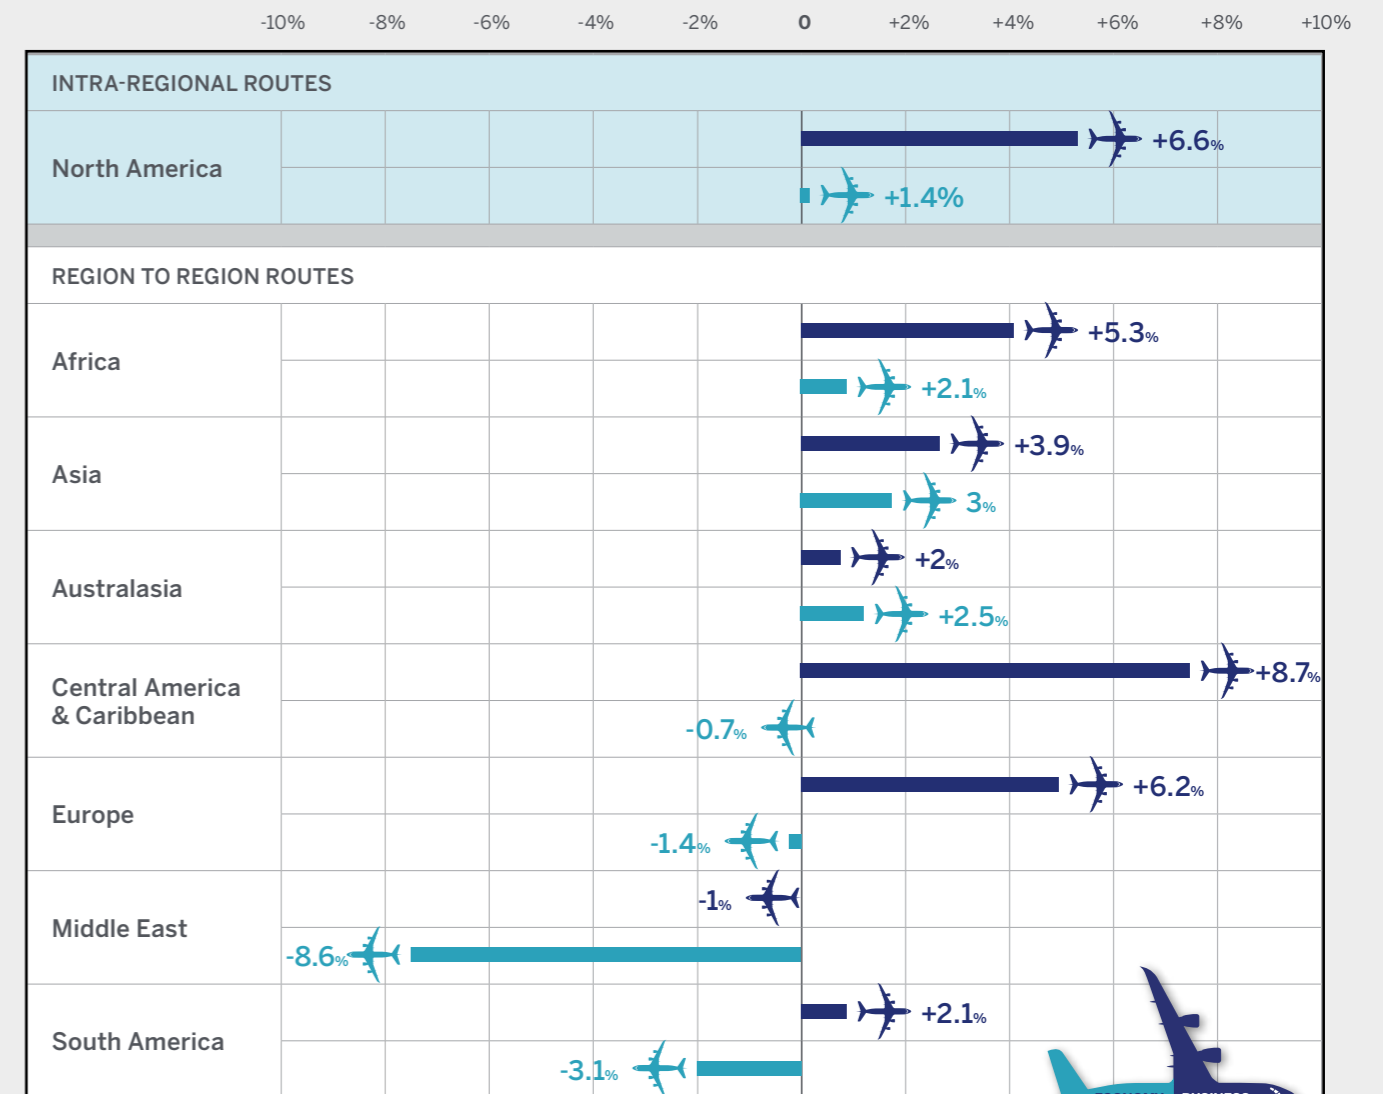 -10% -8% -6% -4% -2% 0 +2% +4% +6% +8% +10%
INTRA-REGIONAL ROUTES
North America
+6.6%
+1.4%
REGION TO REGION ROUTES
Africa
+5.3%
+2.1%
Asia
+3.9%
3%
Australasia
+2%
+2.5%
Central America
& Caribbean
+8.7%
-0.7%
Europe
+6.2%
-1.4%
Middle East
-1%
-8.6%
South America
+2.1%
-3.1%